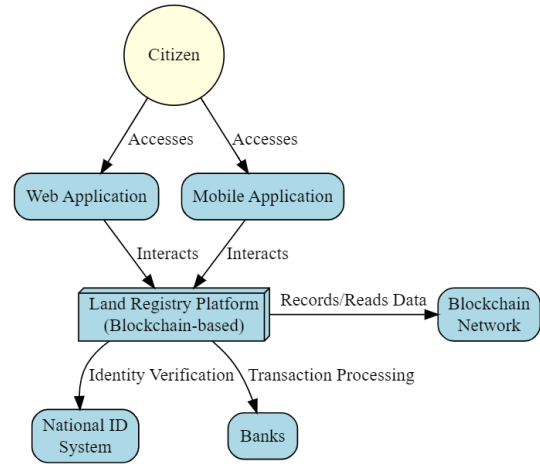 Citizen
Accesses
Accesses
Web Application
Mobile Application
Interacts
Interacts
Land Registry Platform
(Blockchain-based)
Records/Reads Data
Blockchain
Network
Identity Verification
Transaction Processing
National ID
System
Banks